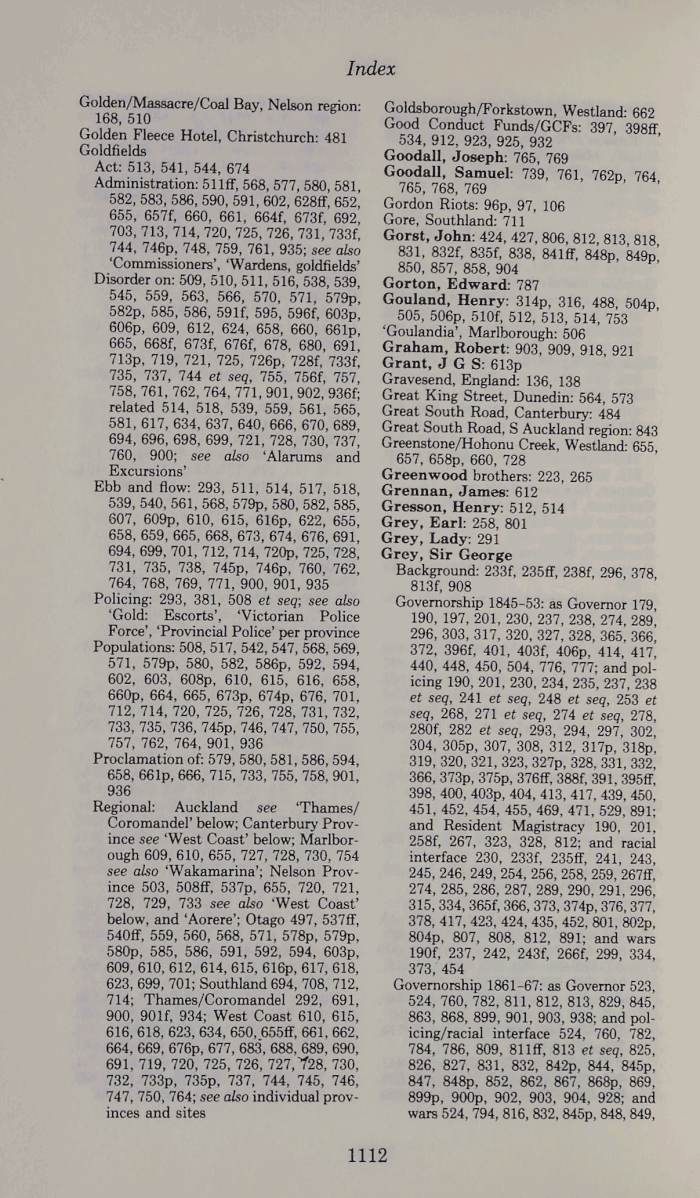 Index
Golden/Massacre/Coal Bay, Nelson region:
168, 510
Golden Fleece Hotel, Christchurch: 481
Goldfields
Act: 513, 541, 544, 674
Administration: 511ff, 568, 577, 580, 581,
582, 583, 586, 590, 591, 602, 628ff, 652,
655, 657f, 660, 661, 664f, 673f, 692,
703, 713, 714, 720, 725, 726, 731, 733f,
744, 746p, 748, 759, 761, 935; see also
‘Commissioners’, ‘Wardens, goldfields’
Disorder on: 509, 510, 511, 516, 538, 539,
545, 559, 563, 566, 570, 571, 579p,
582p, 585, 586, 591f, 595, 596f, 603p,
606p, 609, 612, 624, 658, 660, 661p,
665, 668f, 673f, 676f, 678, 680, 691,
713p, 719, 721, 725, 726p, 728f, 733f,
735, 737, 744 et seq, 755, 756f, 757,
758, 761, 762, 764, 771, 901, 902, 936f;
related 514, 518, 539, 559, 561, 565,
581, 617, 634, 637, 640, 666, 670, 689,
694, 696, 698, 699, 721, 728, 730, 737,
760, 900; see also ‘Alarums and
Excursions’
Ebb and flow: 293, 511, 514, 517, 518,
539, 540, 561, 568, 579p, 580, 582, 585,
607, 609p, 610, 615, 616p, 622, 655,
658, 659, 665, 668, 673, 674, 676, 691,
694, 699, 701, 712, 714, 720p, 725, 728,
731, 735, 738, 745p, 746p, 760, 762,
764, 768, 769, 771, 900, 901, 935
Policing: 293, 381, 508 et seq; see also
‘Gold: Escorts’, ‘Victorian Police
Force’, ‘Provincial Police’ per province
Populations: 508, 517, 542, 547, 568, 569,
571, 579p, 580, 582, 586p, 592, 594,
602, 603, 608p, 610, 615, 616, 658,
660p, 664, 665, 673p, 674p, 676, 701,
712, 714, 720, 725, 726, 728, 731, 732,
733, 735, 736, 745p, 746, 747, 750, 755,
757, 762, 764, 901, 936
Proclamation of: 579, 580, 581, 586, 594,
658, 661p, 666, 715, 733, 755, 758, 901,
936
Regional: Auckland see ‘Thames/
Coromandel’ below; Canterbury Prov-
ince see ‘West Coast’ below; Marlbor-
ough 609, 610, 655, 727, 728, 730, 754
see also ‘Wakamarina’; Nelson Prov-
ince 503, 508ff, 537p, 655, 720, 721,
728, 729, 733 see also ‘West Coast’
below, and ‘Aorere’; Otago 497, 537ff,
540ff, 559, 560, 568, 571, 578p, 579p,
580p, 585, 586, 591, 592, 594, 603p,
609, 610, 612, 614, 615, 616p, 617, 618,
623, 699, 701; Southland 694, 708, 712,
714; Thames/Coromandel 292, 691,
900, 901f, 934; West Coast 610, 615,
616, 618, 623, 634, 650, 655ff, 661, 662,
664, 669, 676p, 677, 683, 688, 689, 690,
691, 719, 720, 725, 726, 727, 728, 730,
732, 733p, 735p, 737, 744, 745, 746,
747, 750, 764; see also individual prov-
inces and sites
Goldsborough/Forkstown, Westland: 662
Good Conduct Funds/GCFs: 397, 398ff,
534, 912, 923, 925, 932
Goodall, Joseph: 765, 769
Goodall, Samuel: 739, 761, 762p, 764,
765, 768, 769
Gordon Riots: 96p, 97, 106
Gore, Southland: 711
Gorst, John: 424, 427, 806, 812, 813, 818,
831, 832f, 835f, 838, 841ff, 848p, 849p,
850, 857, 858, 904
Gorton, Edward: 787
Gouland, Henry: 314p, 316, 488, 504p,
505, 506p, 510f, 512, 513, 514, 753
‘Goulandia’, Marlborough: 506
Graham, Robert: 903, 909, 918, 921
Grant, J G S: 613p
Gravesend, England: 136, 138
Great King Street, Dunedin: 564, 573
Great South Road, Canterbury: 484
Great South Road, S Auckland region: 843
Greenstone/Hohonu Creek, Westland: 655,
657, 658p, 660, 728
Greenwood brothers: 223, 265
Grennan, James: 612
Gresson, Henry: 512, 514
Grey, Earl: 258, 801
Grey, Lady: 291
Grey, Sir George
Background: 233f, 235ff, 238f, 296, 378,
813f, 908
Governorship 1845–53: as Governor 179,
190, 197, 201, 230, 237, 238, 274, 289,
296, 303, 317, 320, 327, 328, 365, 366,
372, 396f, 401, 403f, 406p, 414, 417,
440, 448, 450, 504, 776, 777; and pol-
icing 190, 201, 230, 234, 235, 237, 238
et seq, 241 et seq, 248 et seq, 253 et
seq, 268, 271 et seq, 274 et seq, 278,
280f, 282 et seq, 293, 294, 297, 302,
304, 305p, 307, 308, 312, 317p, 318p,
319, 320, 321, 323, 327p, 328, 331, 332,
366, 373p, 375p, 376ff, 388f, 391, 395ff,
398, 400, 403p, 404, 413, 417, 439, 450,
451, 452, 454, 455, 469, 471, 529, 891;
and Resident Magistracy 190, 201,
258f, 267, 323, 328, 812; and racial
interface 230, 233f, 235ff, 241, 243,
245, 246, 249, 254, 256, 258, 259, 267ff,
274, 285, 286, 287, 289, 290, 291, 296,
315, 334, 365f, 366, 373, 374p, 376, 377,
378, 417, 423, 424, 435, 452, 801, 802p,
804p, 807, 808, 812, 891; and wars
190f, 237, 242, 243f, 266f, 299, 334,
373, 454
Governorship 1861–67: as Governor 523,
524, 760, 782, 811, 812, 813, 829, 845,
863, 868, 899, 901, 903, 938; and pol-
icing/racial interface 524, 760, 782,
784, 786, 809, 811ff, 813 et seq, 825,
826, 827, 831, 832, 842p, 844, 845p,
847, 848p, 852, 862, 867, 868p, 869,
899p, 900p, 902, 903, 904, 928; and
wars 524, 794, 816, 832, 845p, 848, 849,
1112